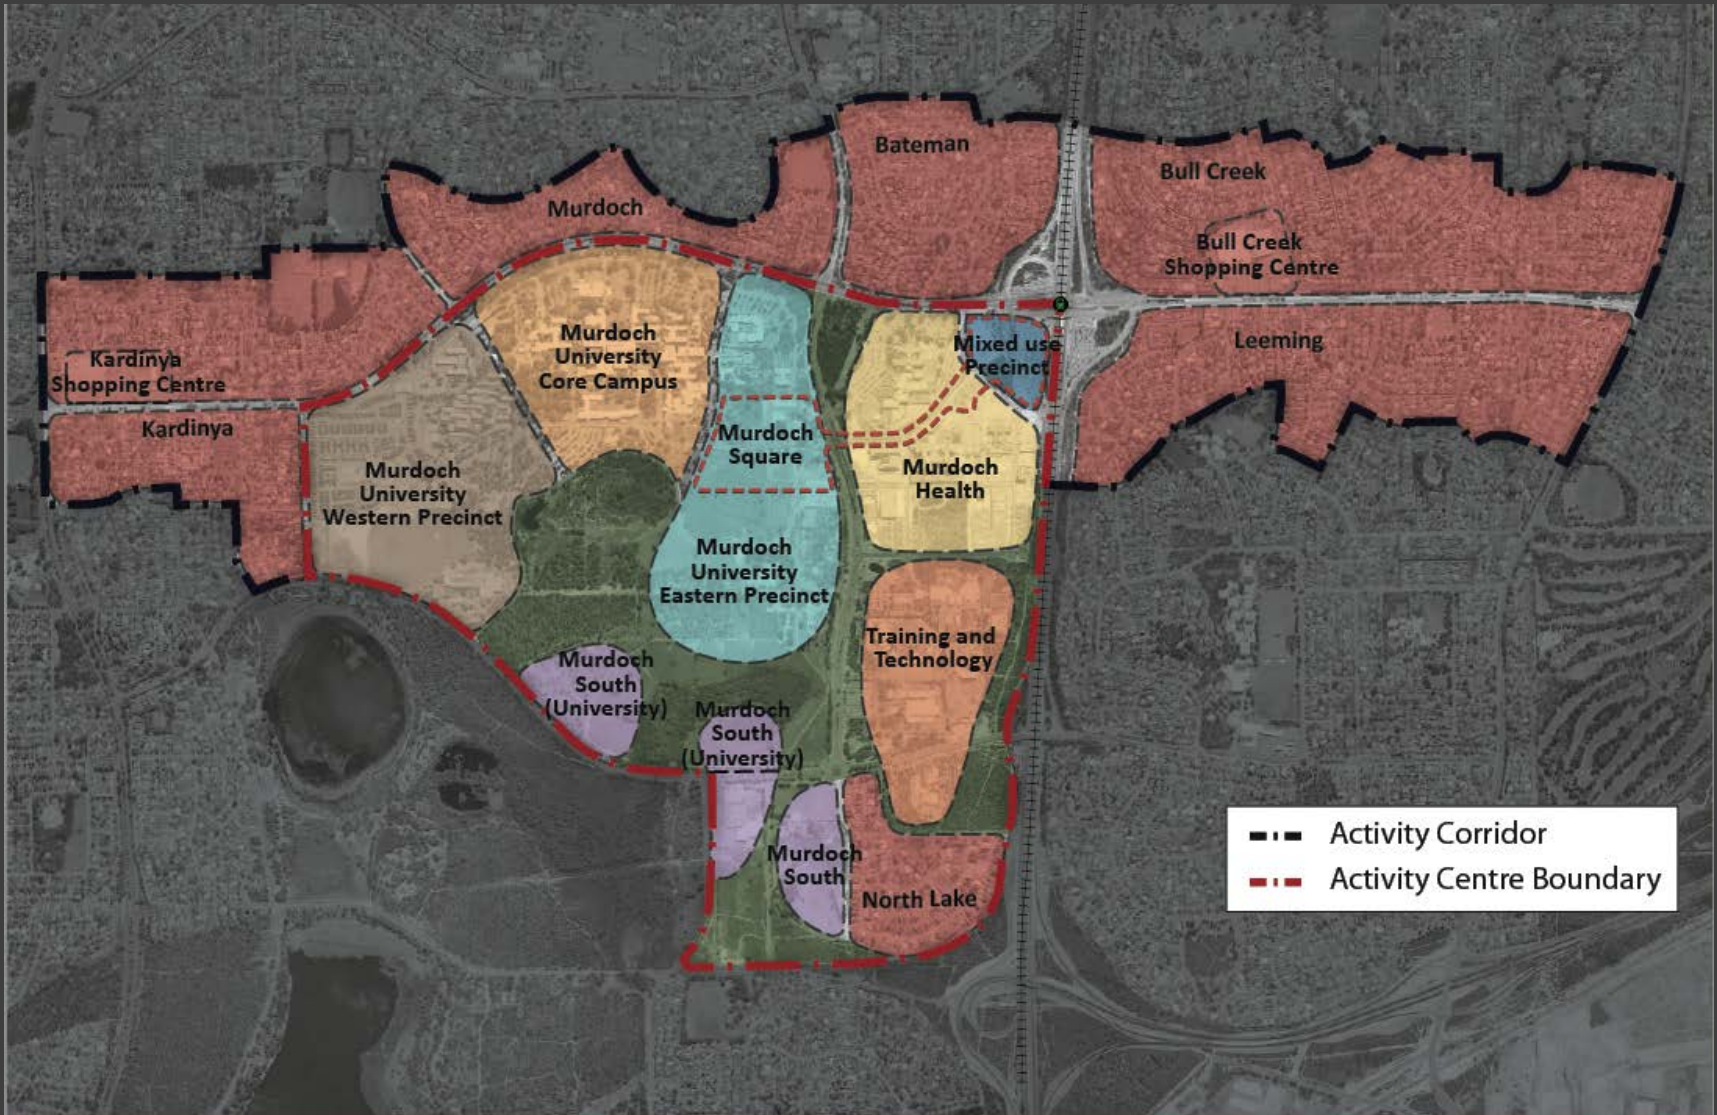 Bateman
Bull Creek
Murdoch
Bull Creek
Shopping Centre
Murdoch
University
Core Campus
Mixed use
Precinct
Leeming
Kardinya
Shopping Centre
Kardinya
Murdoch
Square
Murdoch
University
Western Precinct
Murdoch
Health
Murdoch
University
Eastern Precinct
Training and
Technology
Murdoch
South
(University)
Murdoch
South
(University)
Murdoch
South
North Lake
Activity Corridor
Activity Centre Boundary